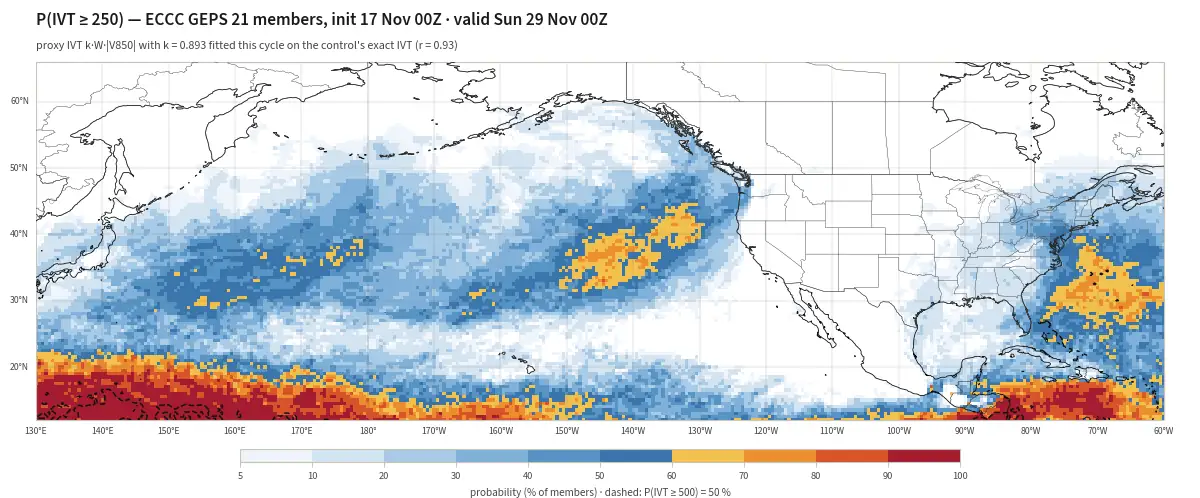 P(IVT ≥ 250) — ECCC GEPS 21 members, init 17 Nov 00Z · valid Sun 29 Nov 00Z
proxy IVT k·W·|V850| with k = 0.893 fitted this cycle on the control's exact IVT (r = 0.93)
60°N
50°N
40°N
30°N
20°N
130°E 140°E 150°E 160°E 170°E 180° 170°W 160°W 150°W 140°W 130°W 120°W 110°W 100°W 90°W 80°W 70°W 60°W
5 10 20 30 40 50 60 70 80 90 100
probability (% of members) · dashed: P(IVT ≥ 500) = 50 %